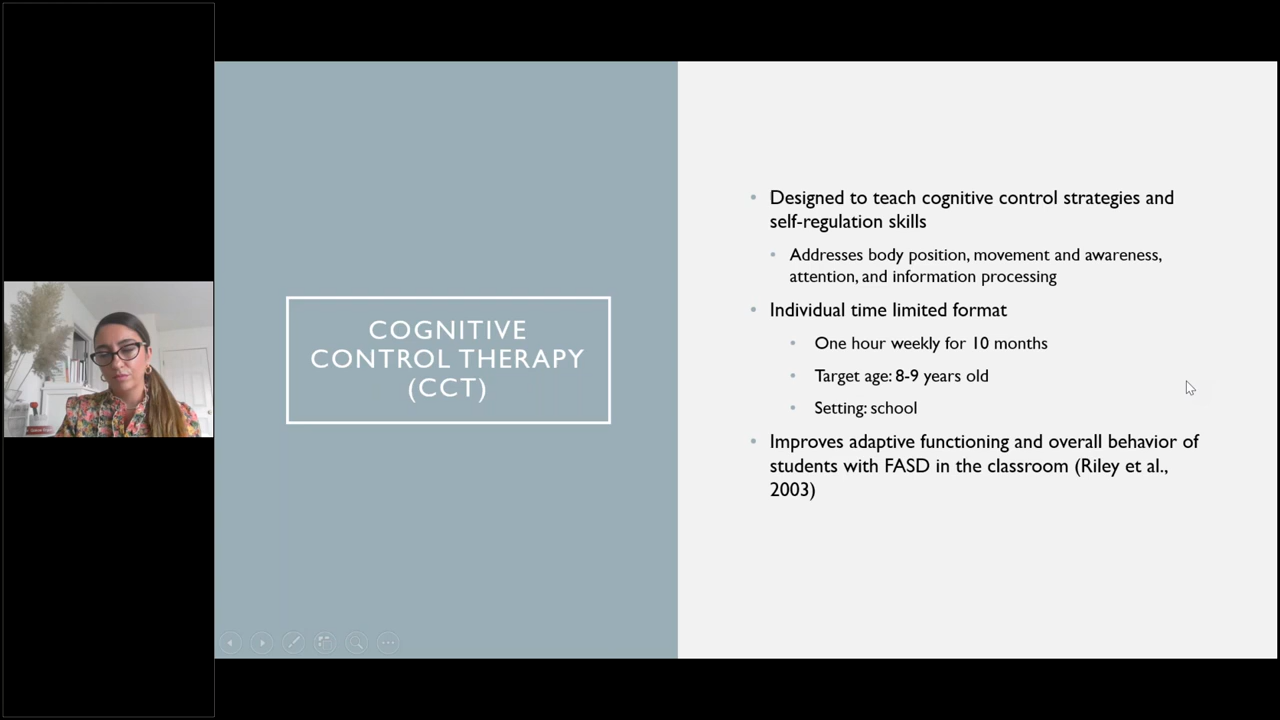 COGNITIVE
CONTROL THERAPY
(CCT)
Designed to teach cognitive control strategies and
self-regulation skills
Addresses body position, movement and awareness,
attention, and information processing
Individual time limited format
One hour weekly for 10 months
Target age: 8-9 years old
Setting: school
Improves adaptive functioning and overall behavior of
students with FASD in the classroom (Riley et al.,
2003)